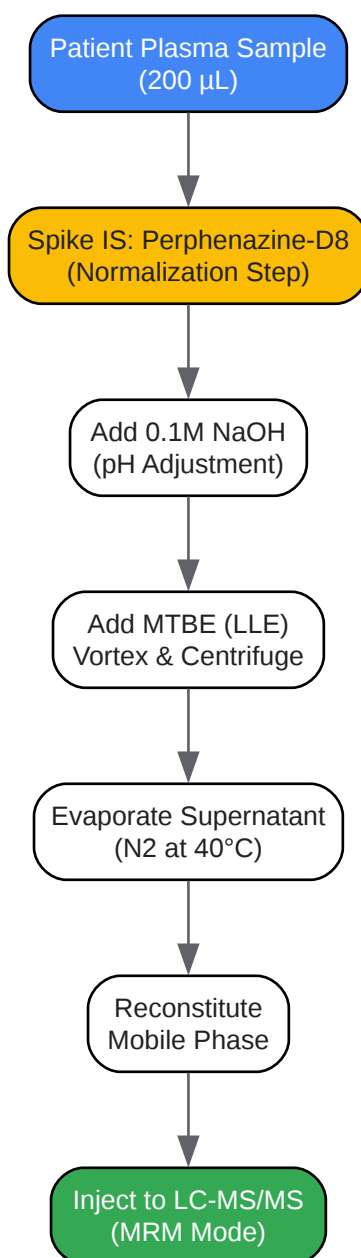 Patient Plasma Sample
(200 µL)
Spike IS: Perphenazine-D8
(Normalization Step)
Add 0.1M NaOH
(pH Adjustment)
Add MTBE (LLE)
Vortex & Centrifuge
Evaporate Supernatant
(N2 at 40°C)
Reconstitute
Mobile Phase
Inject to LC-MS/MS
(MRM Mode)